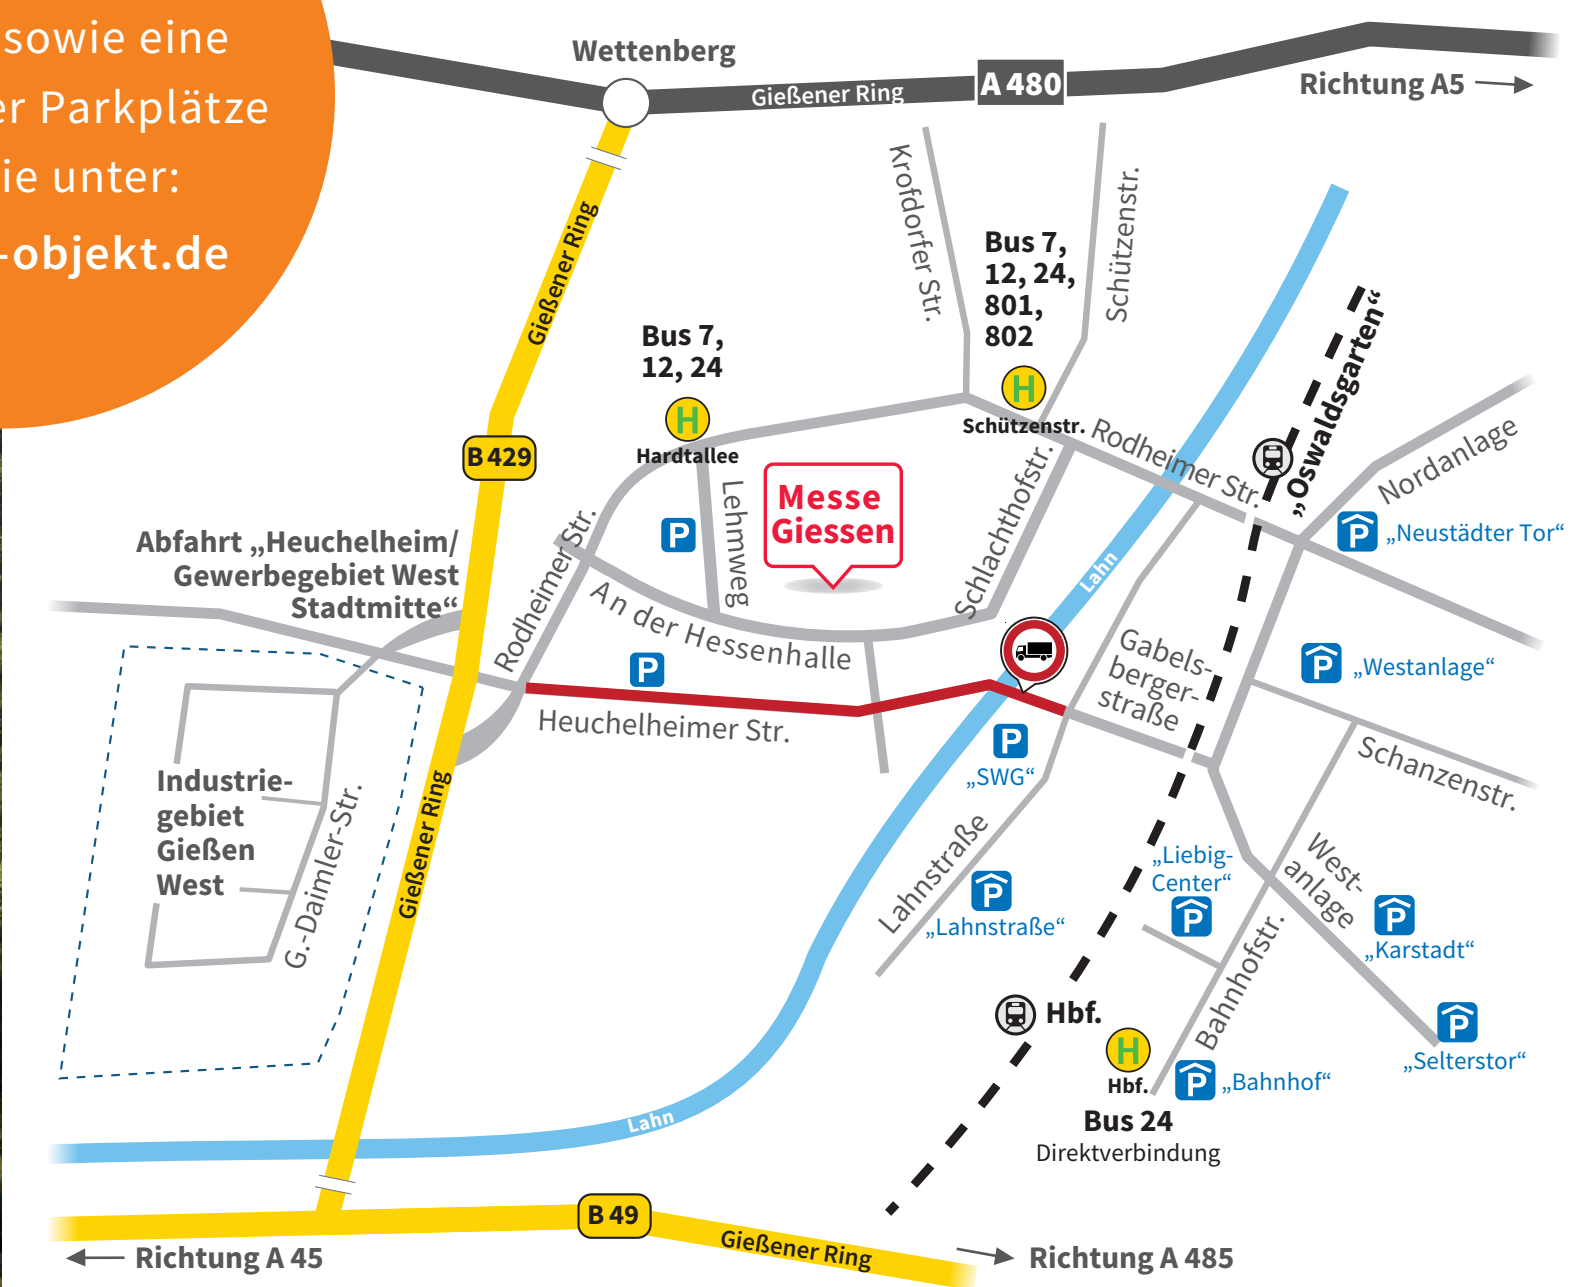 sowie eine
er Parkplätze
ie unter:
-objekt.de
Wettenberg
Gießener Ring
A 480
Richtung A5
Krofdorfer Str.
Schützenstr.
Gießener Ring
Bus 7,
12, 24,
801,
802
H
Schützenstr.
Bus 7,
12, 24
H
Hardtallee
„Oswaldsgarten“
B 429
Rodheimer Str.
Nordanlage
Messe
Giessen
Lehmweg
P
Schlachthofstr.
P
„Neustädter Tor“
Abfahrt „Heuchelheim/
Gewerbegebiet West
Stadtmitte“
Rodheimer Str.
An der Hessenhalle
Lahn
P
Gabels-
berger-
straße
P
„Westanlage“
Heuchelheimer Str.
P
„SWG“
Schanzenstr.
Industrie-
gebiet
Gießen
West
G.-Daimler-Str.
Gießener Ring
Lahnstraße
P
„Lahnstraße“
„Liebig-
Center“
P
West-
anlage
P
„Karstadt“
Bahnhofstr.
Hbf.
H
Hbf.
P
„Bahnhof“
P
„Selterstor“
Bus 24
Direktverbindung
Lahn
B 49
Gießener Ring
Richtung A 45
Richtung A 485